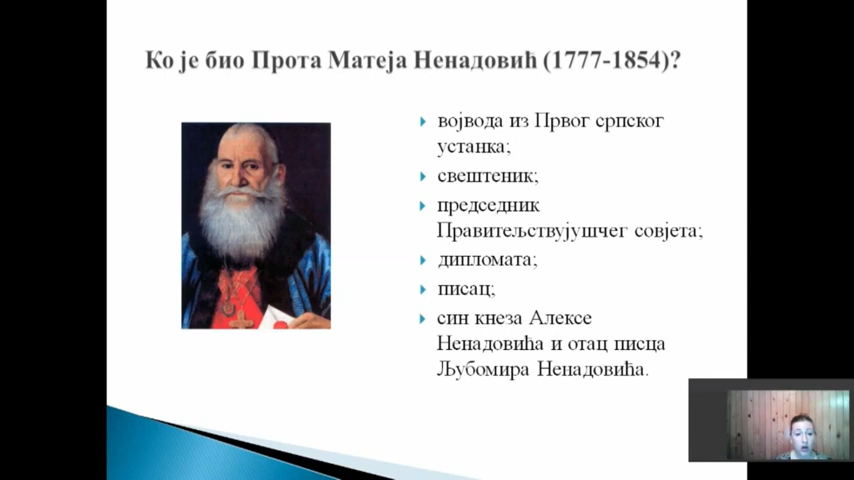 Ко је био Прота Матеја Ненадовић (1777-1854)?
војвода из Првог српског
устанка;
свештеник;
председник
Правитељствујушчег совјета;
дипломата;
писац;
син кнеза Алексе
Ненадовића и отац писца
Љубомира Ненадовића.